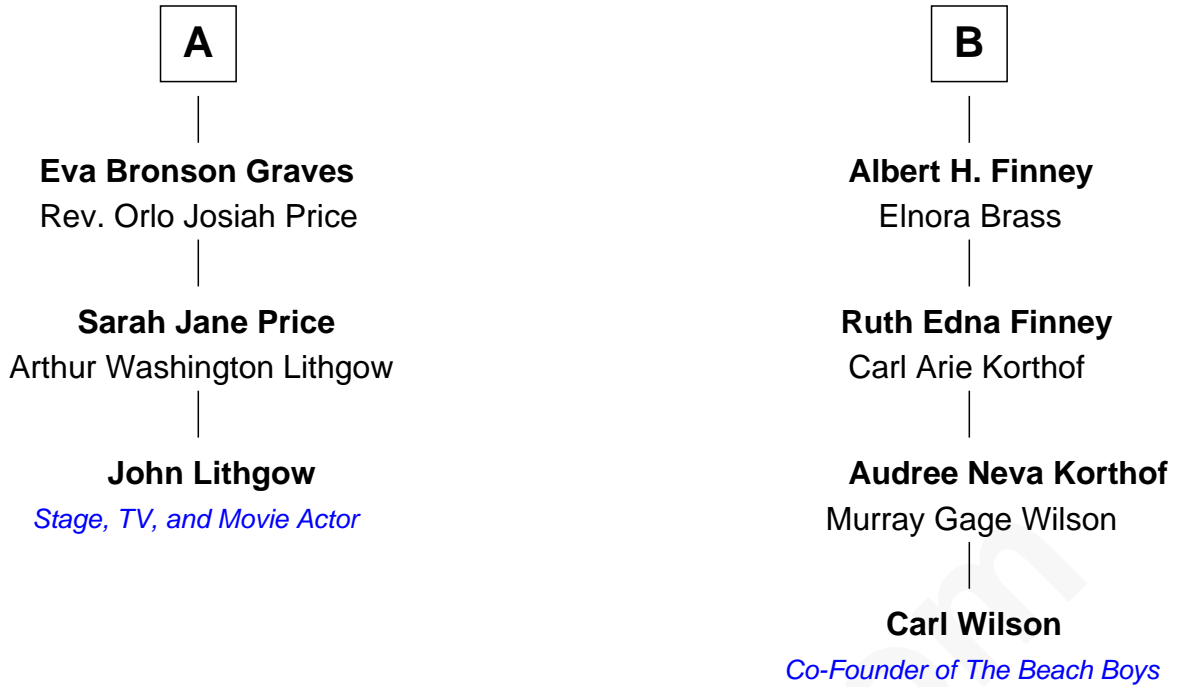 A
Eva Bronson Graves
Rev. Orlo Josiah Price
Sarah Jane Price
Arthur Washington Lithgow
John Lithgow
Stage, TV, and Movie Actor
B
Albert H. Finney
Elnora Brass
Ruth Edna Finney
Carl Arie Korthof
Audree Neva Korthof
Murray Gage Wilson
Carl Wilson
Co-Founder of The Beach Boys